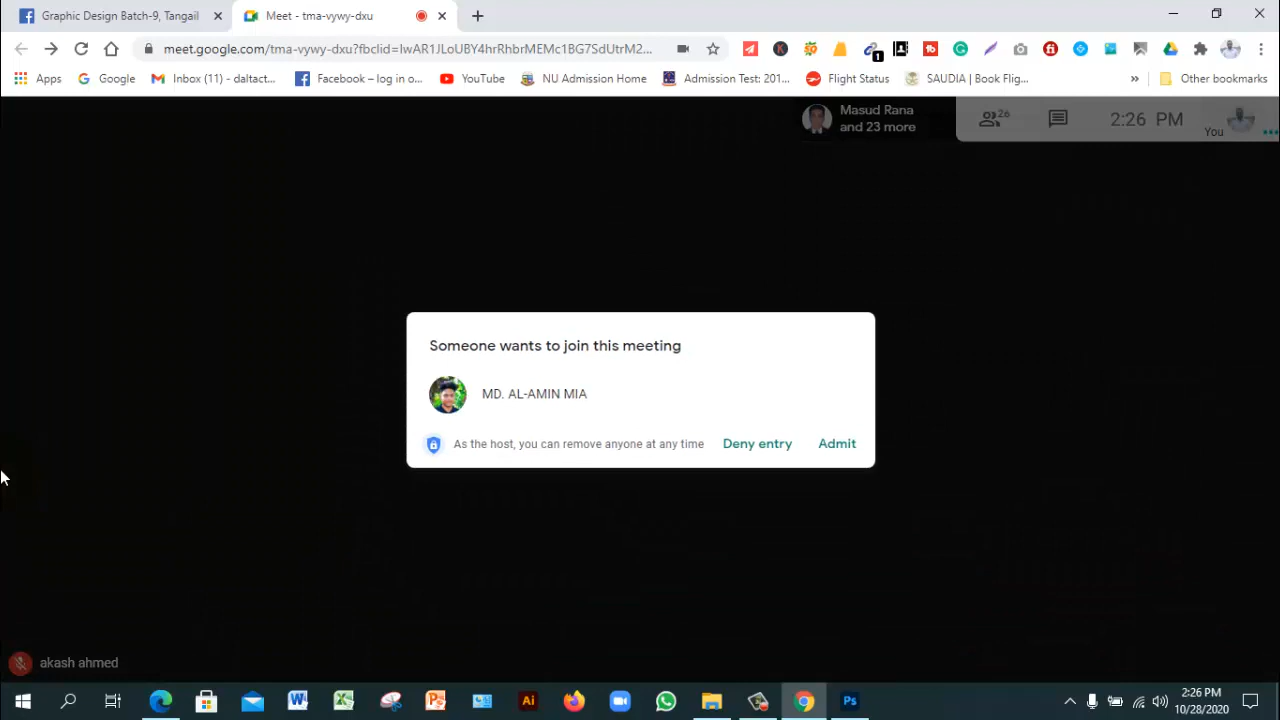 Graphic Design Batch-9, Tangail
Meet - tma-vywy-dxu
meet.google.com/tma-vywy-dxu?fbclid=IwAR1JLoUBY4hrRhbrMEMc1BG7SdUtrM2...
1
Apps
Google
Inbox (11) - daltact...
Facebook – log in o...
YouTube
NU Admission Home
Admission Test: 201...
Flight Status
SAUDIA | Book Flig...
»
Other bookmarks
Masud Rana
and 23 more
26
2:26 PM
You
Someone wants to join this meeting
MD. AL-AMIN MIA
As the host, you can remove anyone at any time
Deny entry
Admit
akash ahmed
2:26 PM
10/28/2020